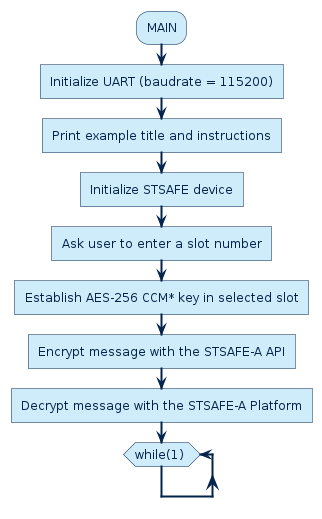 MAIN
Initialize UART (baudrate = 115200)
Print example title and instructions
Initialize STSAFE device
Ask user to enter a slot number
Establish AES-256 CCM* key in selected slot
Encrypt message with the STSAFE-A API
Decrypt message with the STSAFE-A Platform
while(1)